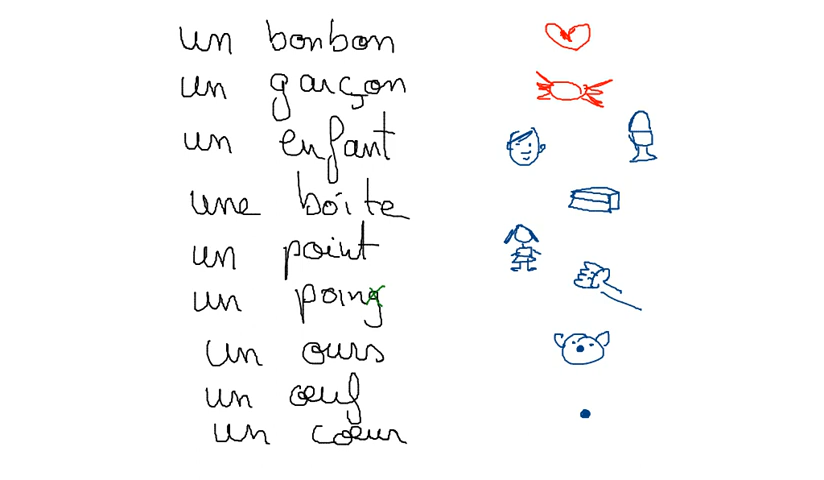 un bonbon
un garçon
un enfant
une boîte
un point
un poing
un ours
un œuf
un cœur